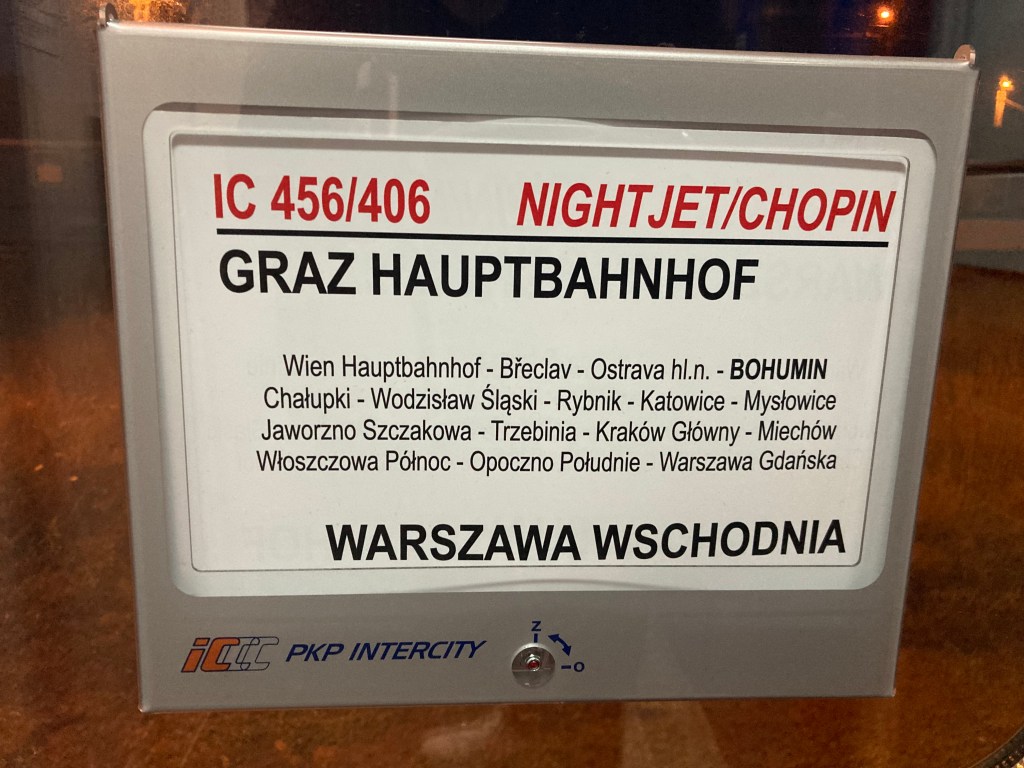 IC 456/406 NIGHTJET/CHOPIN
GRAZ HAUPTBAHNHOF
Wien Hauptbahnhof - Břeclav - Ostrava hl.n. - BOHUMIN
Chałupki - Wodzisław Śląski - Rybnik - Katowice - Mysłowice
Jaworzno Szczakowa - Trzebinia - Kraków Główny - Miechów
Włoszczowa Północ - Opoczno Południe - Warszawa Gdańska
WARSZAWA WSCHODNIA
iC PKP INTERCITY
Z
O